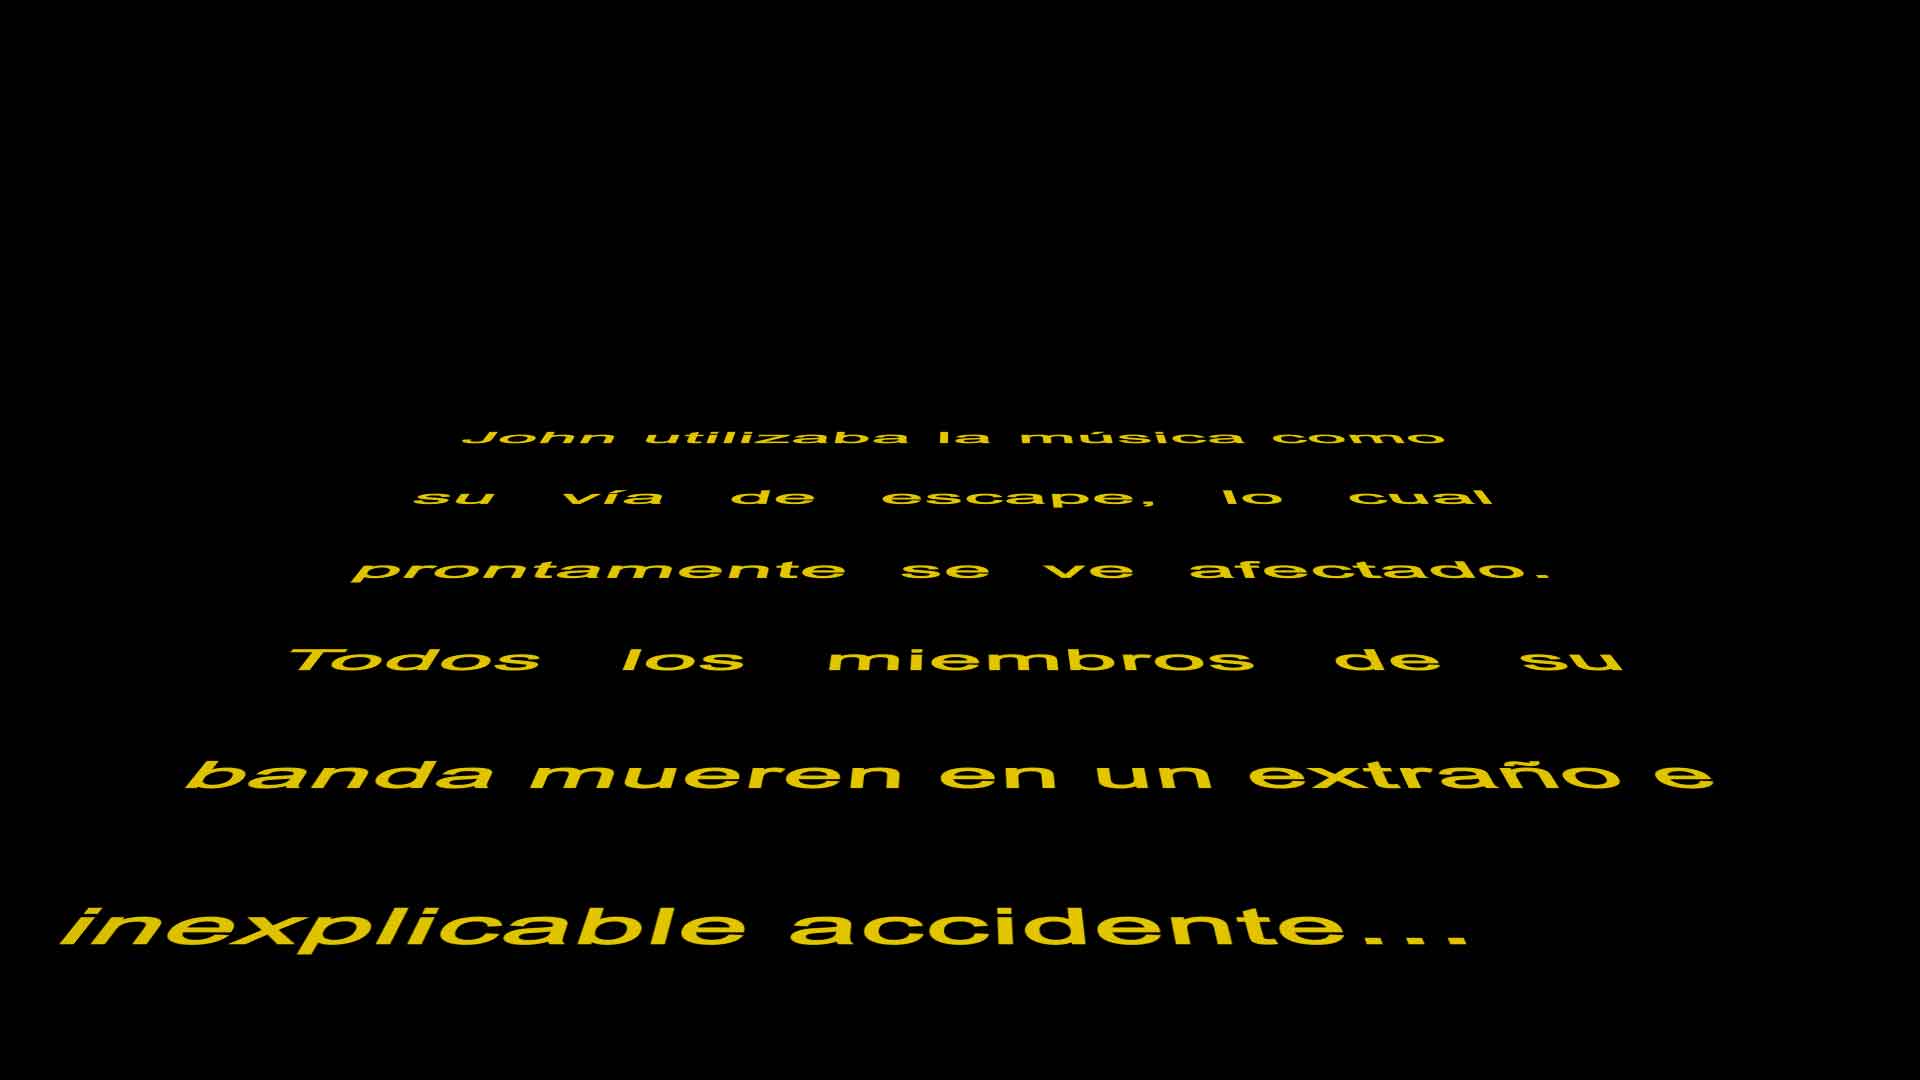 John utilizaba la música como
su vía de escape, lo cual
prontamente se ve afectado.
Todos los miembros de su
banda mueren en un extraño e
inexplicable accidente...